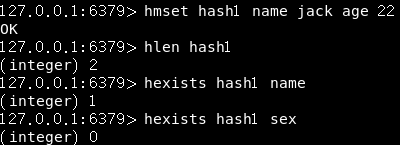 127.0.0.1:6379> hmset hash1 name jack age 22
OK
127.0.0.1:6379> hlen hash1
(integer) 2
127.0.0.1:6379> hexists hash1 name
(integer) 1
127.0.0.1:6379> hexists hash1 sex
(integer) 0